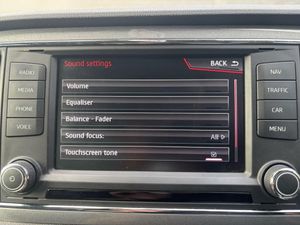 Sound settings
BACK
Volume
Equaliser
Balance - Fader
Sound focus: All
Touchscreen tone
RADIO
MEDIA
PHONE
VOICE
NAV
TRAFFIC
CAR
MENU